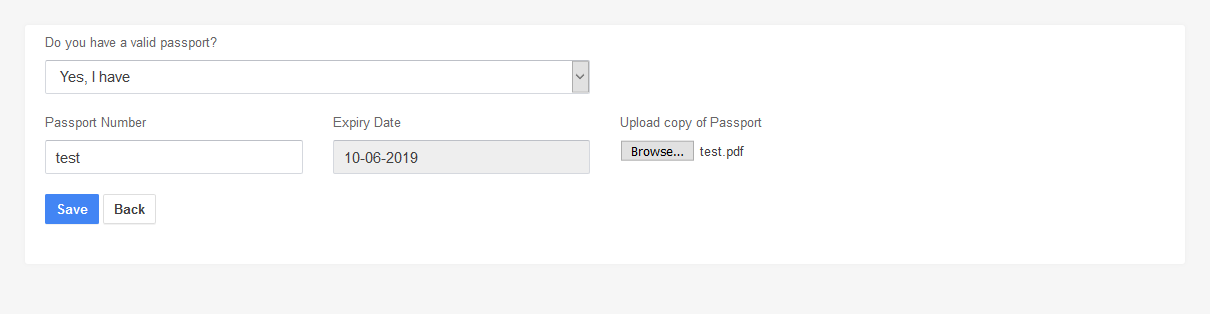 Do you have a valid passport?
Yes, I have
Passport Number Expiry Date Upload copy of Passport
test 10-06-2019 Browse... test.pdf
Save Back